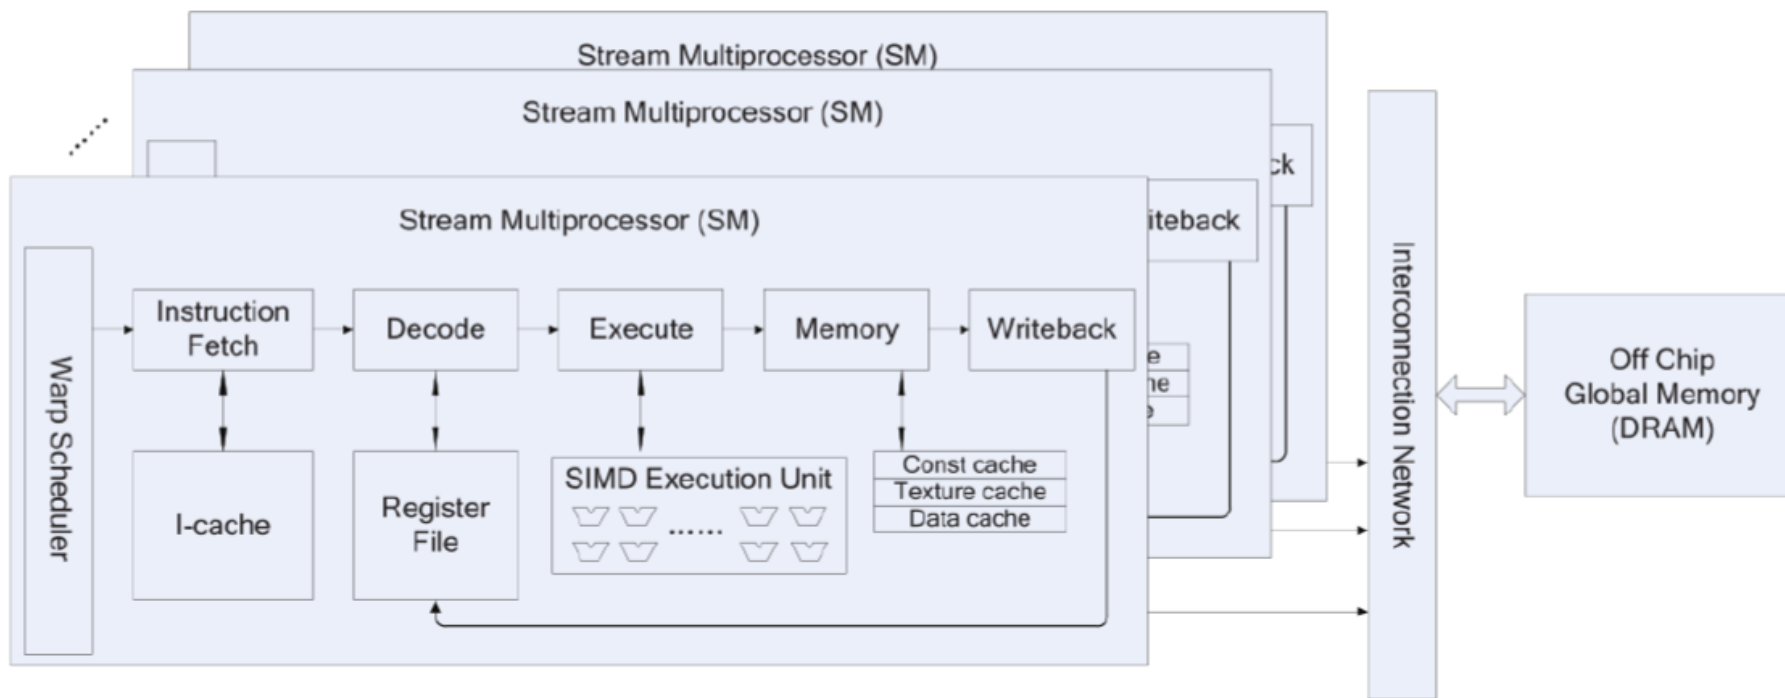 Stream Multiprocessor (SM)
Stream Multiprocessor (SM)
Stream Multiprocessor (SM)
Warp Scheduler
Instruction
Fetch
Decode
Execute
Memory
Writeback
I-cache
Register
File
SIMD Execution Unit
......
......
Const cache
Texture cache
Data cache
Interconnection Network
Off Chip
Global Memory
(DRAM)